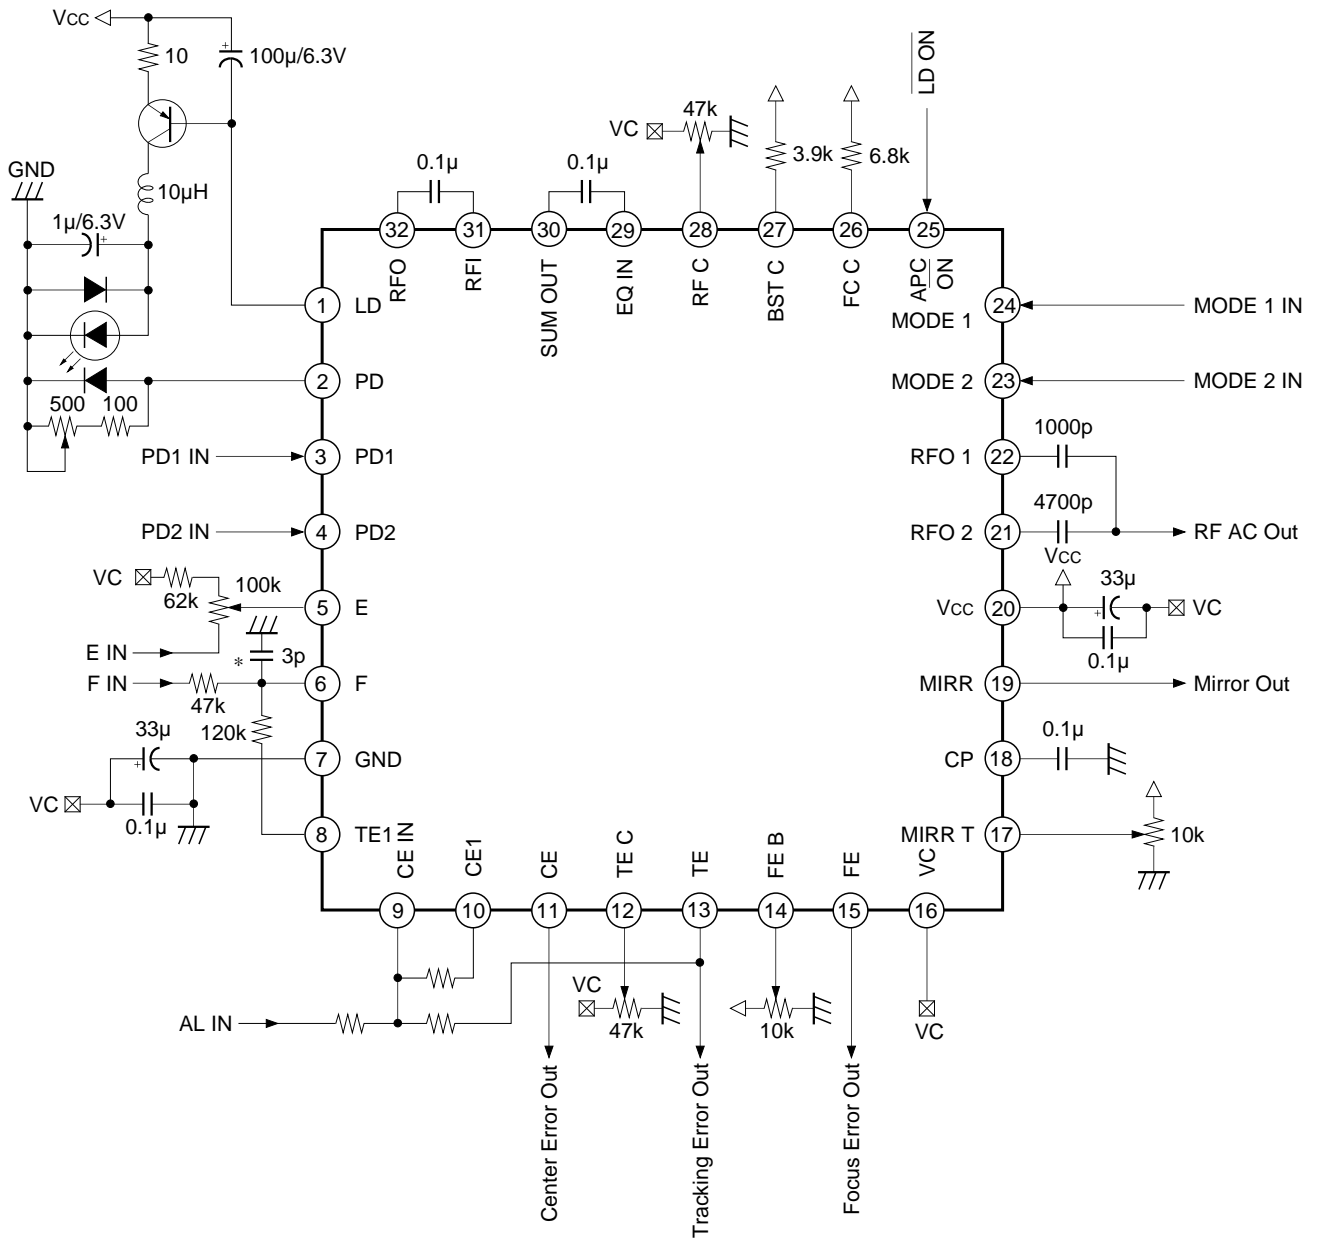 Vcc
10
100µ/6.3V
GND
10µH
1µ/6.3V
500
100
LD ON
47k
VC
3.9k
6.8k
0.1µ
0.1µ
32
31
30
29
28
27
26
25
RFO
RFI
SUM OUT
EQ IN
RF C
BST C
FC C
APC ON
1
LD
2
PD
PD1 IN
3
PD1
PD2 IN
4
PD2
VC
62k
100k
5
E
E IN
*
3p
F IN
47k
6
F
120k
33µ
7
GND
VC
0.1µ
8
TE1
24
MODE 1
MODE 1 IN
MODE 2
23
MODE 2 IN
1000p
RFO 1
22
4700p
RFO 2
21
RF AC Out
Vcc
33µ
Vcc
20
+
VC
0.1µ
MIRR
19
Mirror Out
0.1µ
CP
18
MIRR T
17
10k
CE IN
CE1
CE
TE C
TE
FE B
FE
VC
9
10
11
12
13
14
15
16
VC
47k
10k
VC
AL IN
Center Error Out
Tracking Error Out
Focus Error Out